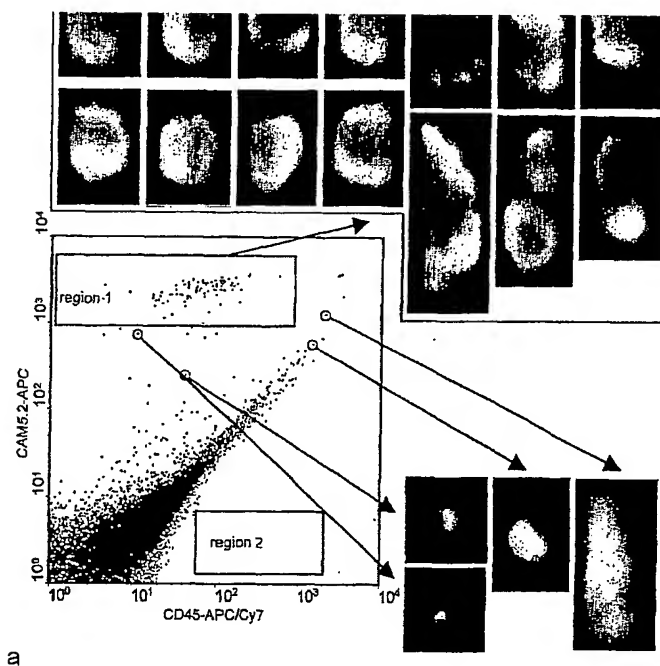 10⁴
region 1
10³
CAM5.2-APC
10²
10¹
region 2
10⁰
10⁰ 10¹ 10² 10³ 10⁴
CD45-APC/Cy7
a